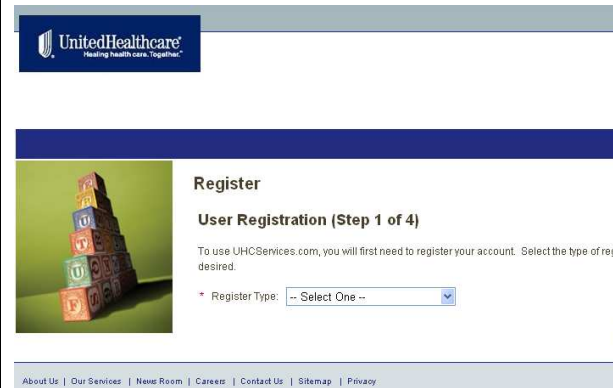 UnitedHealthcare®
Healing health care. Together.℠
Register
User Registration (Step 1 of 4)
To use UHCServices.com, you will first need to register your account. Select the type of
desired.
* Register Type: -- Select One --
About Us | Our Services | News Room | Careers | Contact Us | Sitemap | Privacy